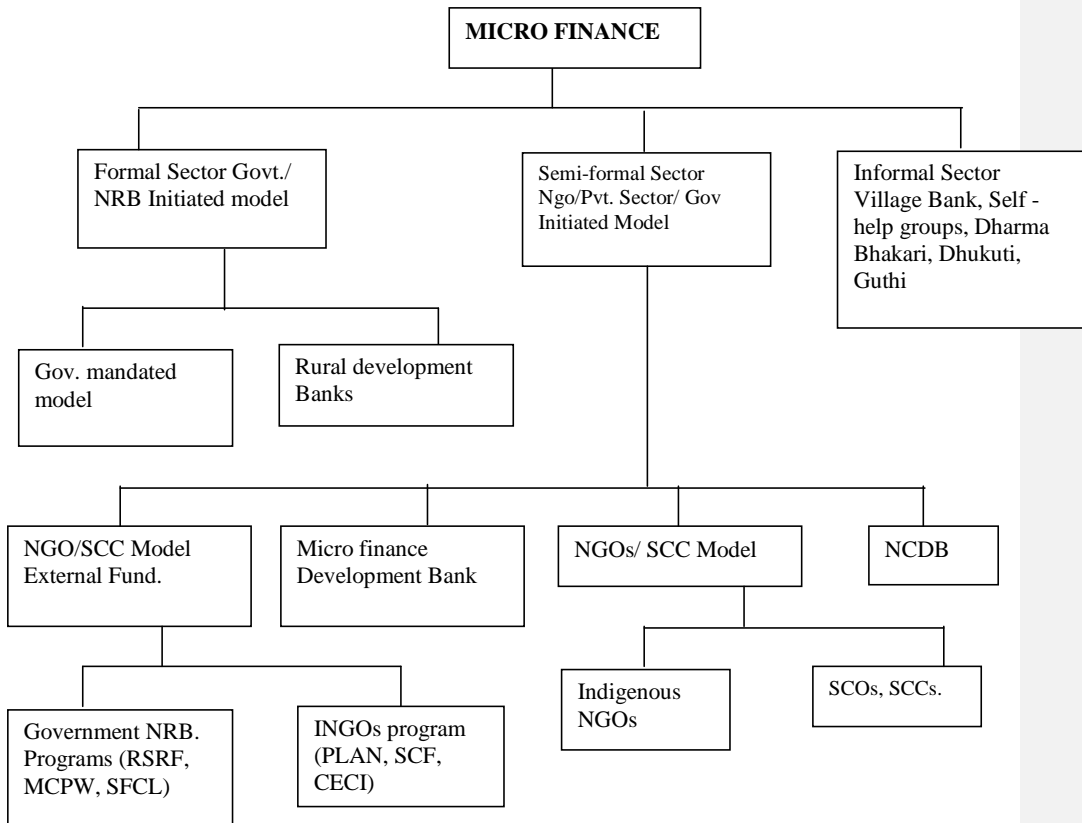 MICRO FINANCE
Formal Sector Govt./
NRB Initiated model
Semi-formal Sector
Ngo/Pvt. Sector/ Gov
Initiated Model
Informal Sector
Village Bank, Self -
help groups, Dharma
Bhakari, Dhukuti,
Guthi
Gov. mandated
model
Rural development
Banks
NGO/SCC Model
External Fund.
Micro finance
Development Bank
NGOs/ SCC Model
NCDB
Government NRB.
Programs (RSRF,
MCPW, SFCL)
INGOs program
(PLAN, SCF,
CECI)
Indigenous
NGOs
SCOs, SCCs.